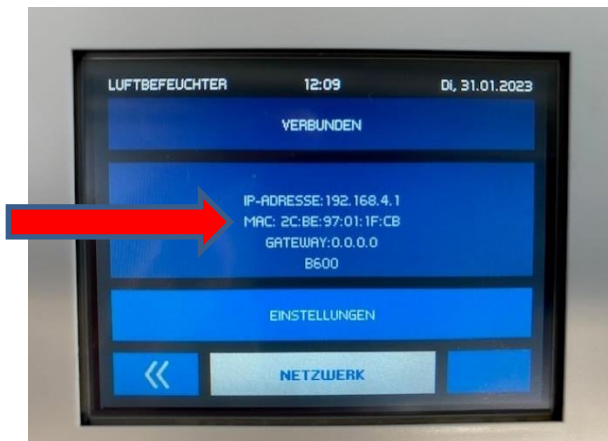 LUFTBEFEUCHTER 12:09 Di, 31.01.2023
VERBUNDEN
IP-ADRESSE:192.168.4.1
MAC: 2C:BE:97:01:1F:CB
GATEWAY:0.0.0.0
B600
EINSTELLUNGEN
NETZWERK